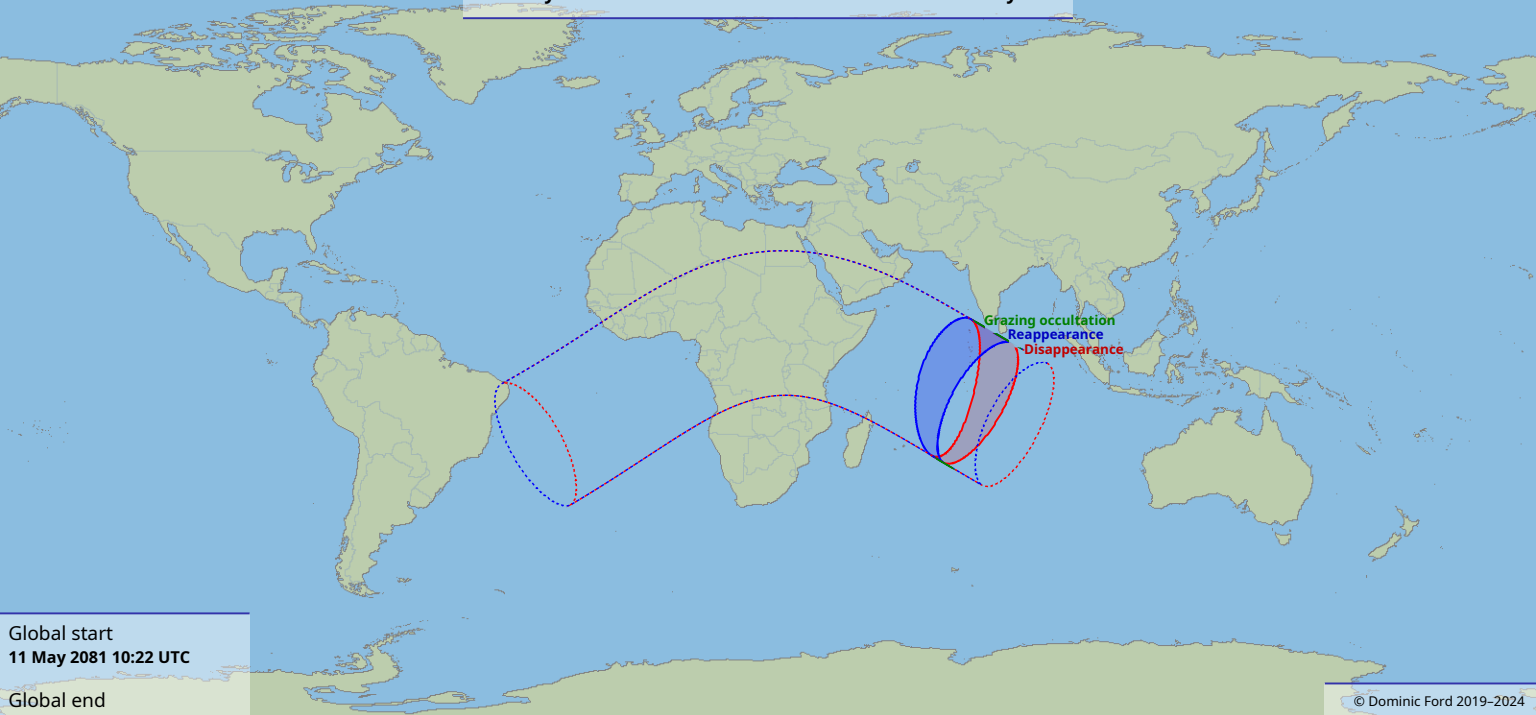 Grazing occultation
Reappearance
Disappearance
Global start
11 May 2081 10:22 UTC
Global end
© Dominic Ford 2019–2024